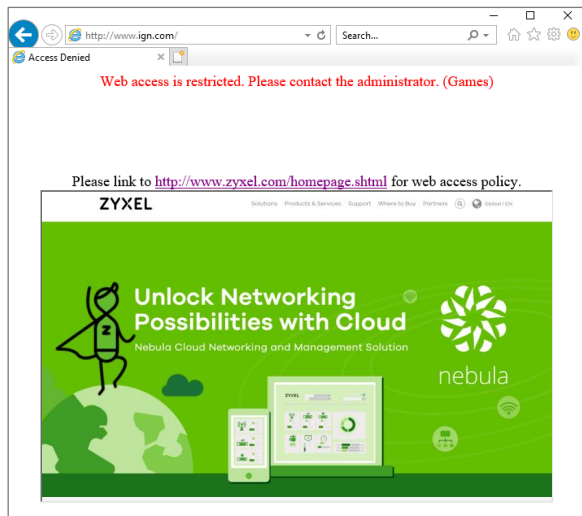 http://www.ign.com/
Search...
Access Denied
Web access is restricted. Please contact the administrator. (Games)
Please link to http://www.zyxel.com/homepage.shtml for web access policy.
ZYXEL
Solutions Products & Services Support Where to Buy Partners Global / EN
Unlock Networking
Possibilities with Cloud
Nebula Cloud Networking and Management Solution
Z
nebula
ZYXEL